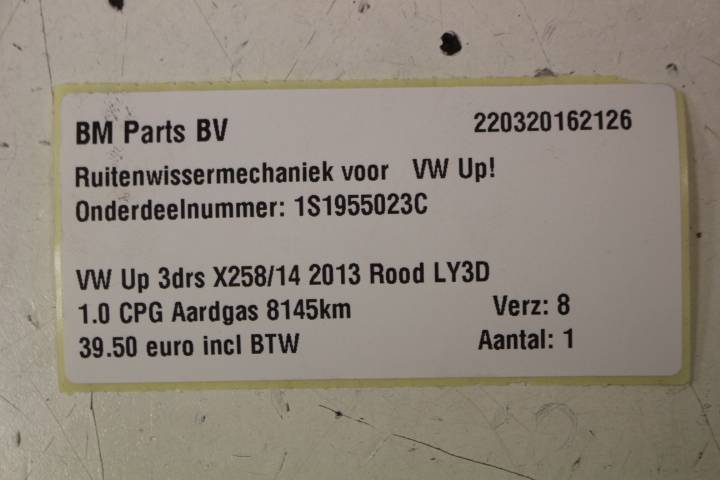 BM Parts BV 220320162126
Ruitenwissermechaniek voor VW Up!
Onderdeelnummer: 1S1955023C
VW Up 3drs X258/14 2013 Rood LY3D
1.0 CPG Aardgas 8145km Verz: 8
39.50 euro incl BTW Aantal: 1